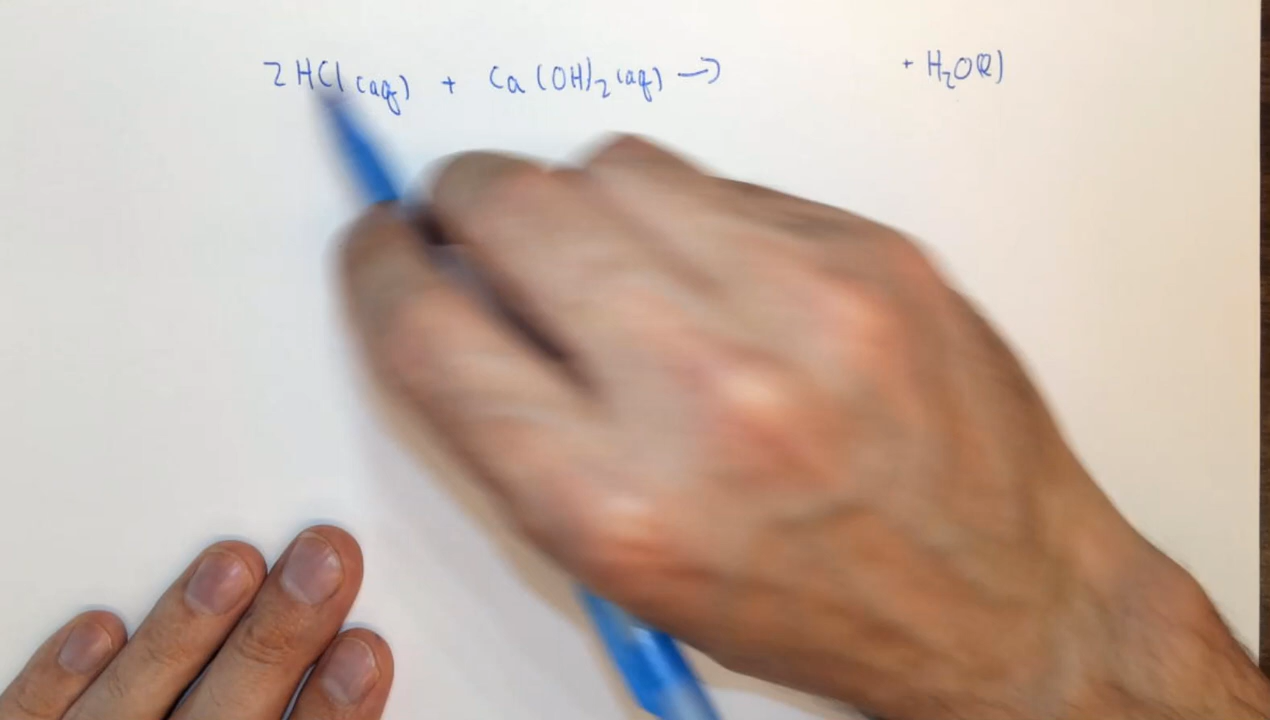 2HCl(aq) + Ca(OH)₂(aq) → + H₂O(l)